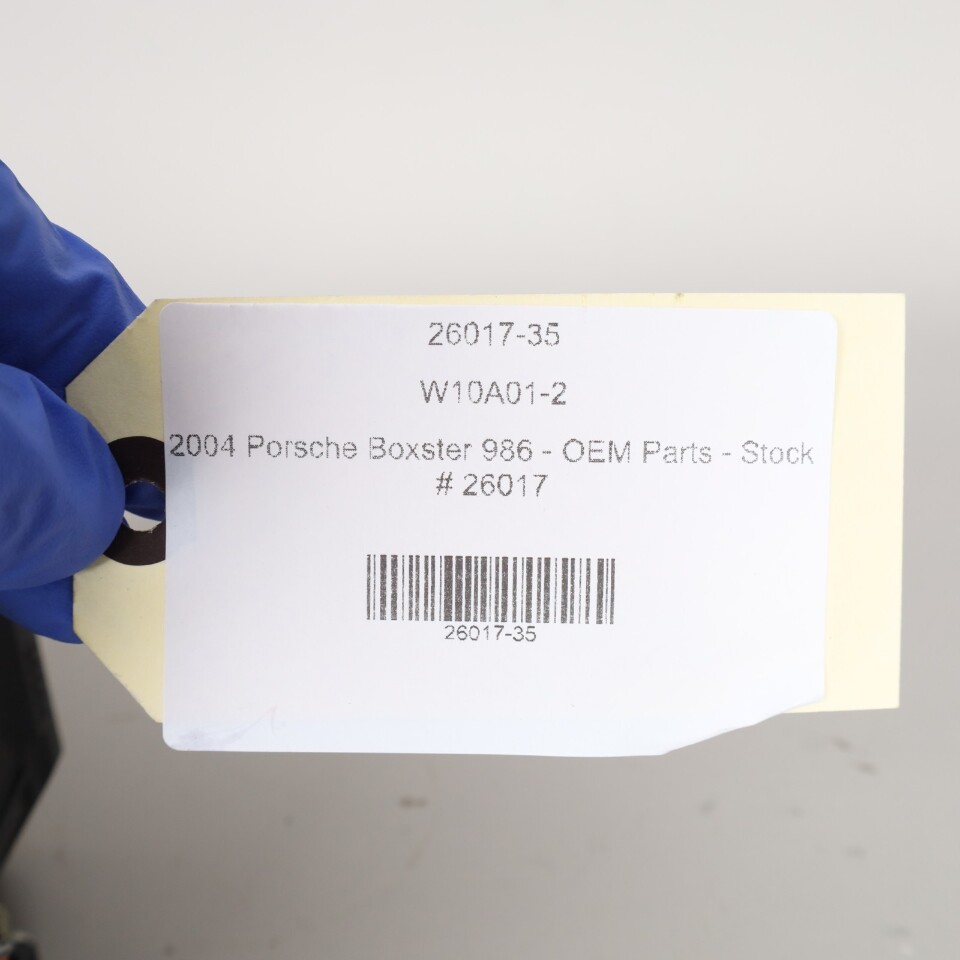 26017-35
W10A01-2
2004 Porsche Boxster 986 - OEM Parts - Stock
# 26017
26017-35